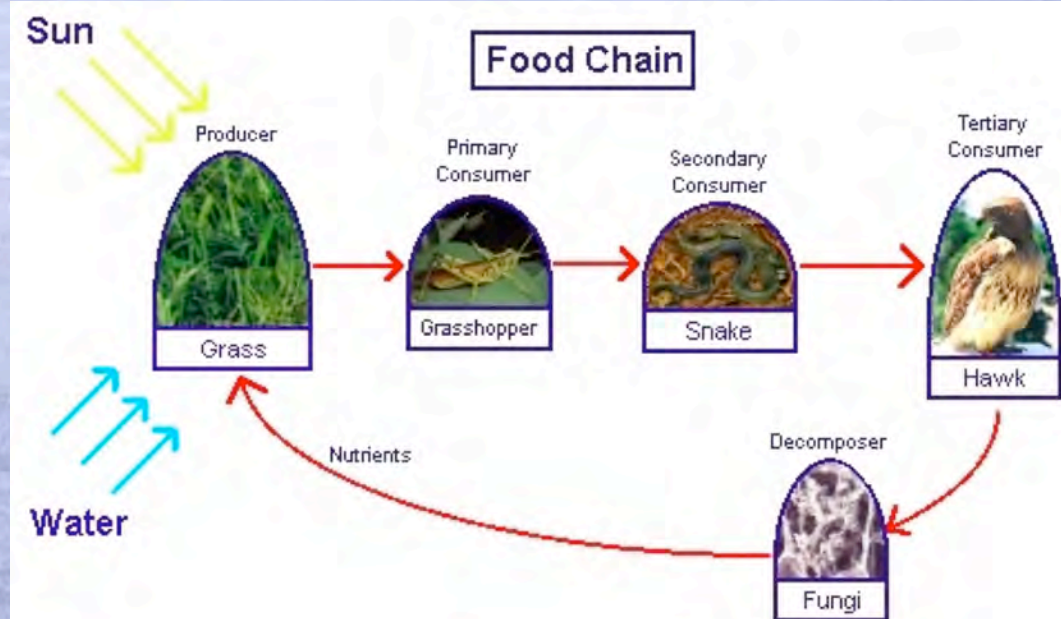 Sun
Food Chain
Producer
Primary
Consumer
Secondary
Consumer
Tertiary
Consumer
Grass
Grasshopper
Snake
Hawk
Water
Nutrients
Decomposer
Fungi